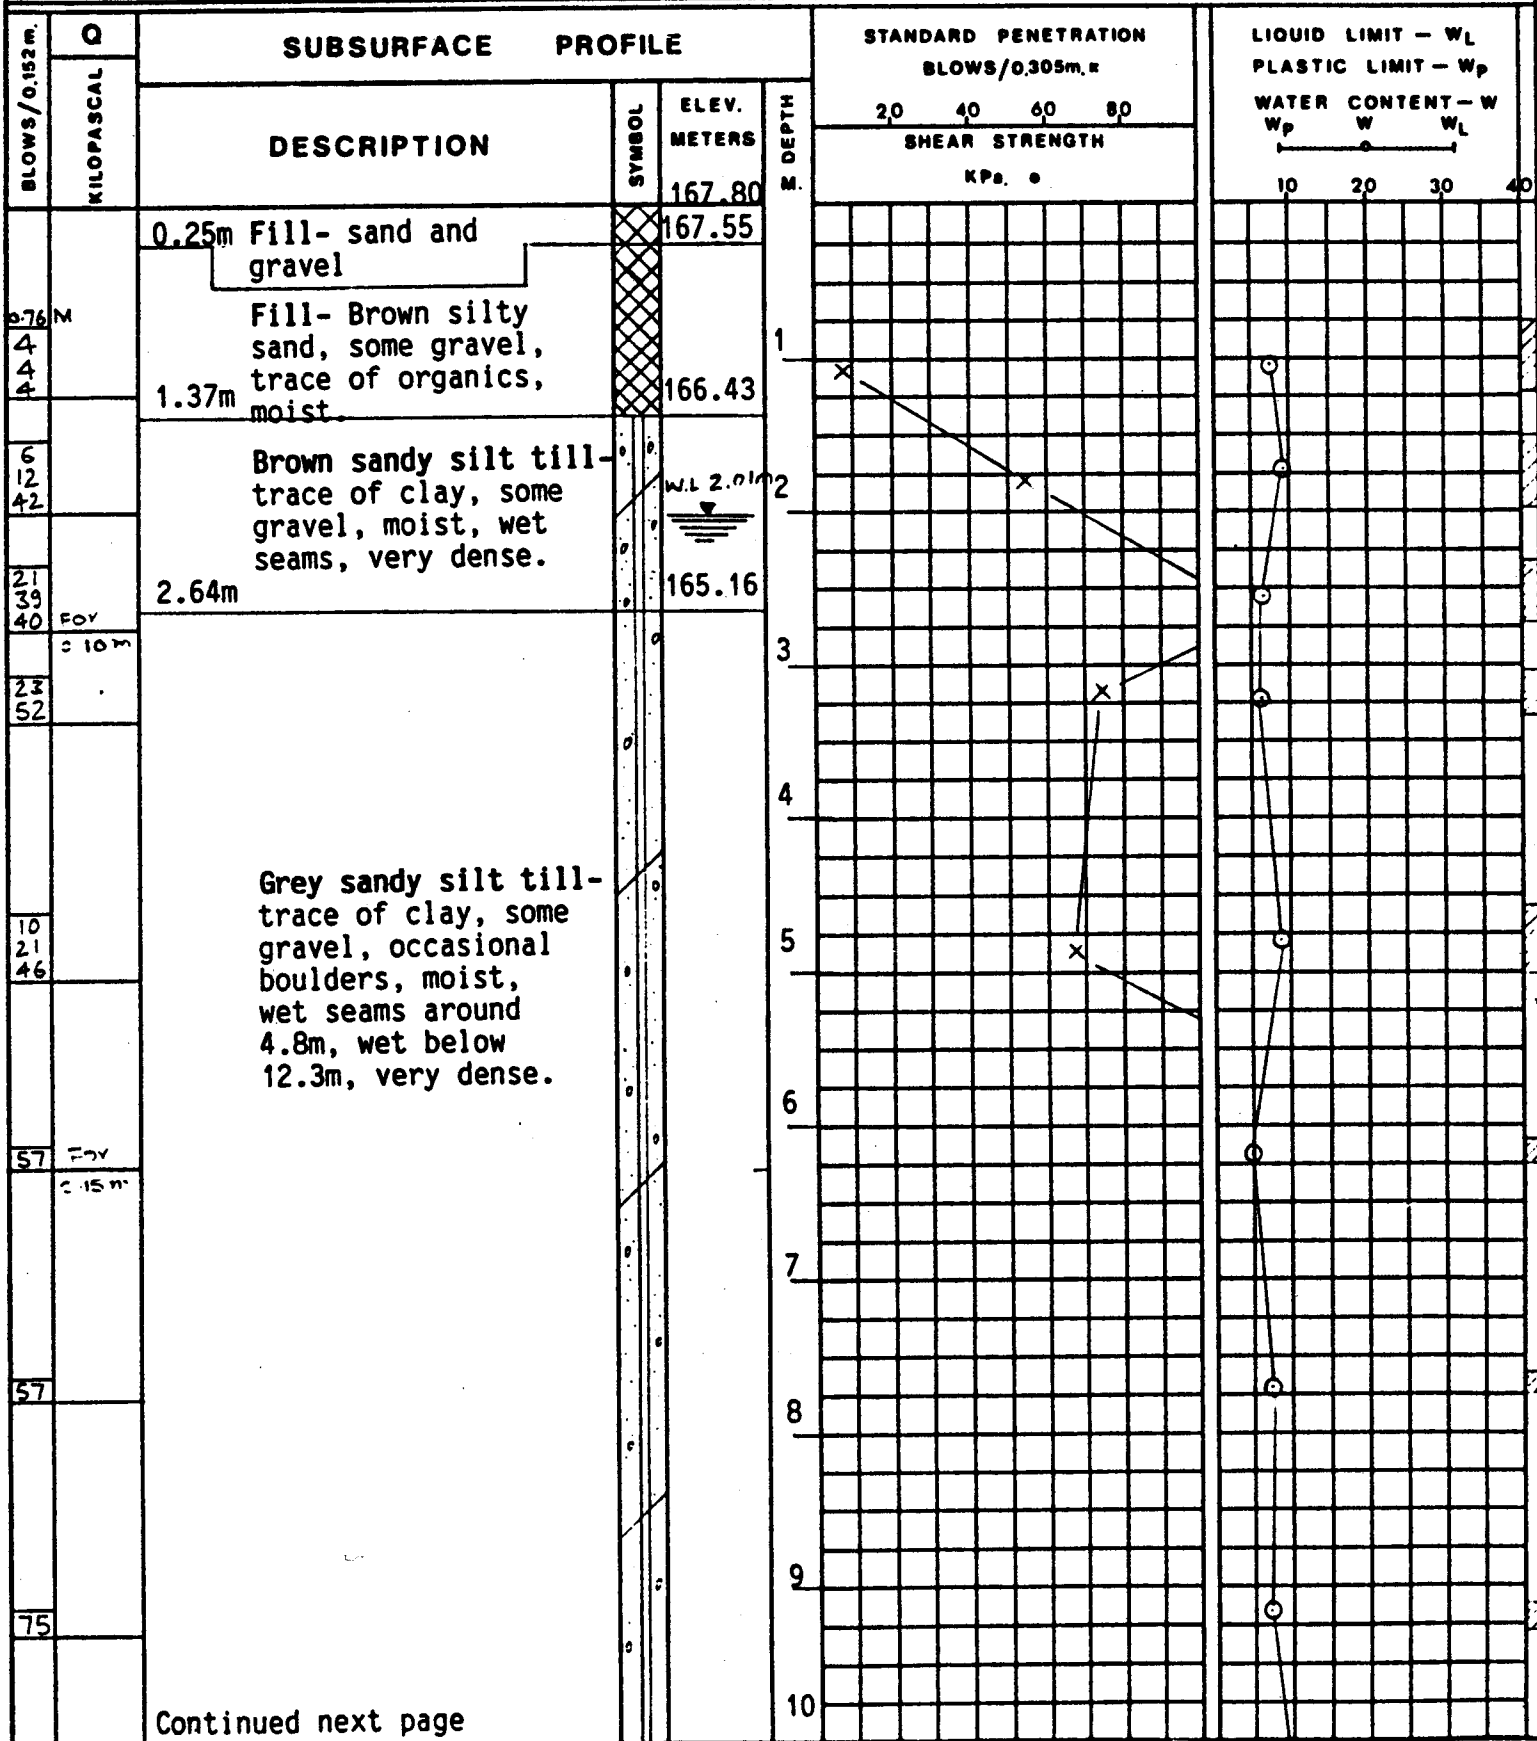 BLOWS/0.152 m.
Q
KILOPASCAL
SUBSURFACE PROFILE
DESCRIPTION
SYMBOL
ELEV.
METERS
167.80
M. DEPTH
STANDARD PENETRATION
BLOWS/0.305m.
20 40 60 80
SHEAR STRENGTH
KPa.
LIQUID LIMIT - WL
PLASTIC LIMIT - Wp
WATER CONTENT - W
Wp W WL
10 20 30 40
0.25m Fill- sand and
gravel
167.55
0.76 M
4
4
4
Fill- Brown silty
sand, some gravel,
trace of organics,
1.37m moist.
166.43
1
6
12
42
Brown sandy silt till-
trace of clay, some
gravel, moist, wet
seams, very dense.
W.L 2.01m
2
21
39
40 FOR
.10m
2.64m
165.16
23
52
3
4
10
21
46
Grey sandy silt till-
trace of clay, some
gravel, occasional
boulders, moist,
wet seams around
4.8m, wet below
12.3m, very dense.
5
6
57 FOR
.15m
7
57
8
9
75
10
Continued next page